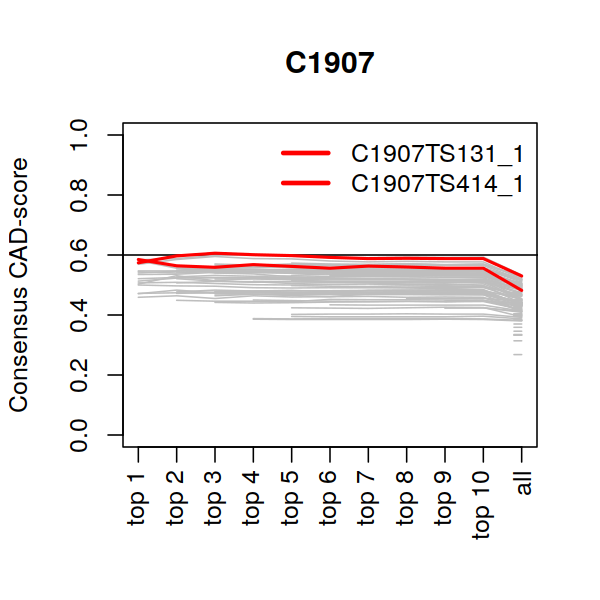 C1907
Consensus CAD-score
1.0
0.8
0.6
0.4
0.2
0.0
C1907TS131_1
C1907TS414_1
top 1
top 2
top 3
top 4
top 5
top 6
top 7
top 8
top 9
top 10
all